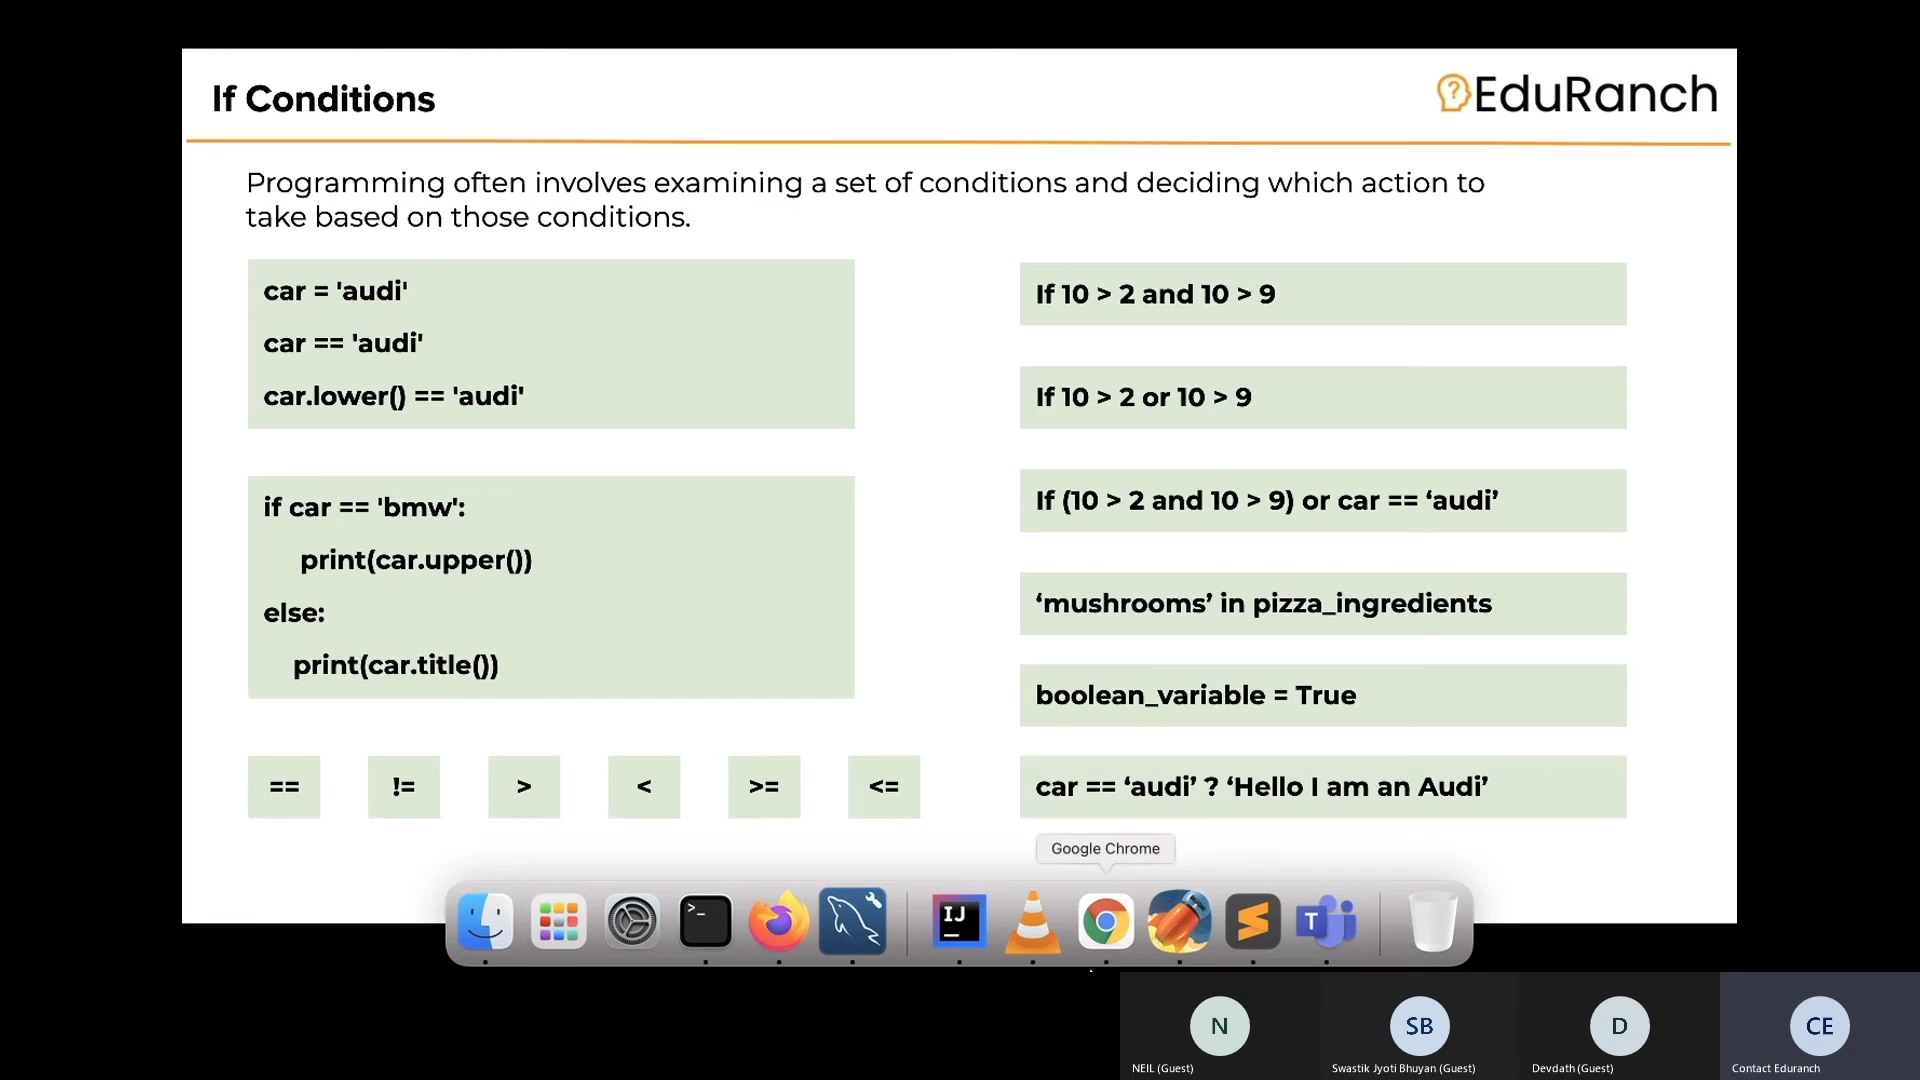 If Conditions
EduRanch
Programming often involves examining a set of conditions and deciding which action to
take based on those conditions.
car = 'audi'
car == 'audi'
car.lower() == 'audi'
if car == 'bmw':
print(car.upper())
else:
print(car.title())
== != > < >= <=
If 10 > 2 and 10 > 9
If 10 > 2 or 10 > 9
If (10 > 2 and 10 > 9) or car == ‘audi’
‘mushrooms’ in pizza_ingredients
boolean_variable = True
car == ‘audi’ ? ‘Hello I am an Audi’
Google Chrome
>_
IJ
T
N
SB
D
CE
NEIL (Guest)
Swastik Jyoti Bhuyan (Guest)
Devdath (Guest)
Contact Eduranch